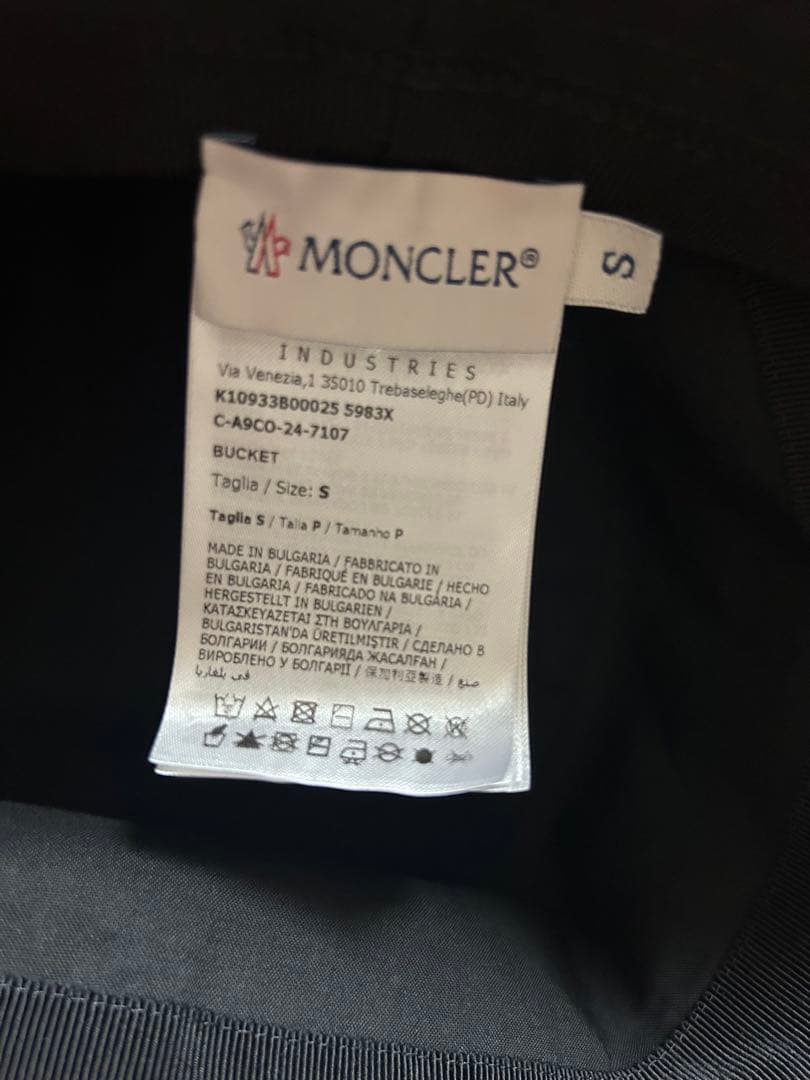 MONCLER®
S
INDUSTRIES
Via Venezia,1 35010 Trebaseleghe(PD) Italy
K10933B00025 5983X
C-A9CO-24-7107
BUCKET
Taglia / Size: S
Taglia S / Talla P / Tamanho P
MADE IN BULGARIA / FABBRICATO IN
BULGARIA / FABRIQUÉ EN BULGARIE / HECHO
EN BULGARIA / FABRICADO NA BULGÁRIA /
HERGESTELLT IN BULGARIEN /
ΚΑΤΑΣΚΕΥΑΖΕΤΑΙ ΣΤΗ ΒΟΥΛΓΑΡΙΑ /
BULGARISTAN'DA ÜRETILMIŞTIR / СДЕЛАНО В
БОЛГАРИИ / БОЛГАРИЯДА ЖАСАЛҒАН /
ВИРОБЛЕНО У БОЛГАРІЇ / 保加利亚製造 / صنع
في بلغاريا